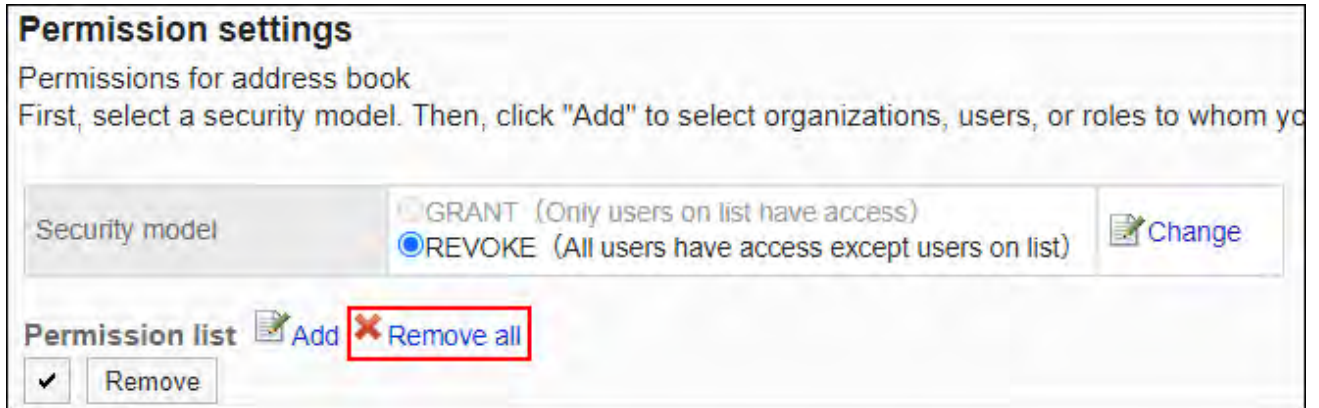 Permission settings
Permissions for address book
First, select a security model. Then, click "Add" to select organizations, users, or roles to whom yo
Security model
GRANT (Only users on list have access)
REVOKE (All users have access except users on list)
Change
Permission list Add Remove all
Remove